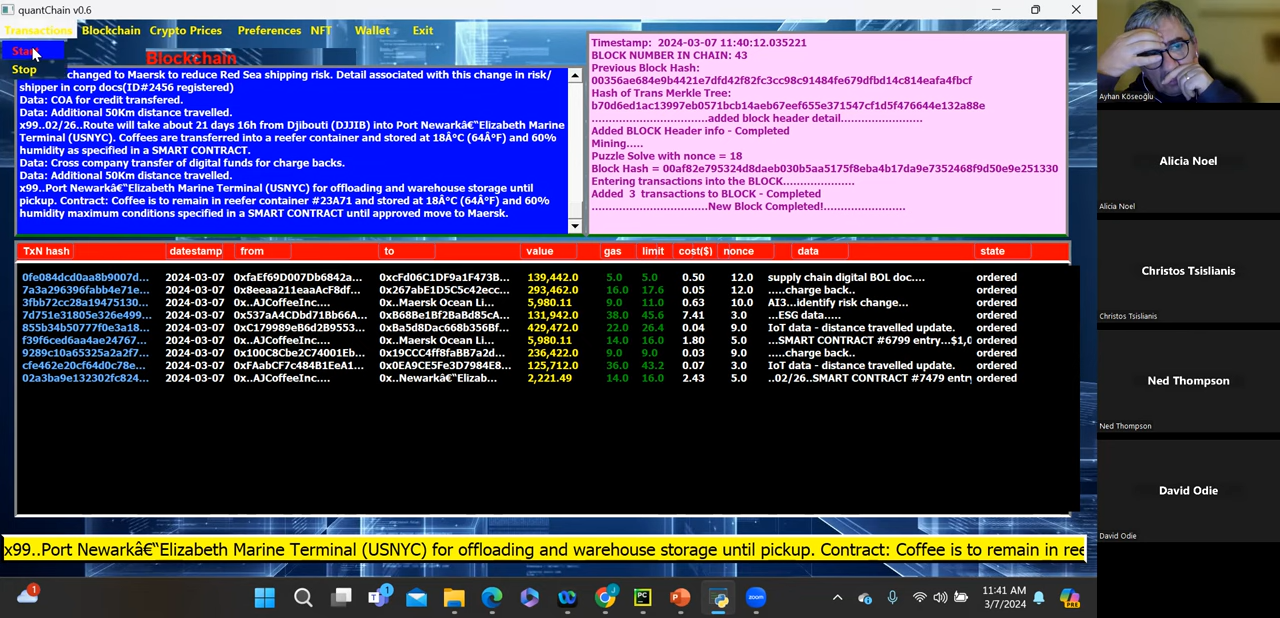 quantChain v0.6
Transactions Blockchain Crypto Prices Preferences NFT Wallet Exit
Start
Stop
Blockchain
changed to Maersk to reduce Red Sea shipping risk. Detail associated with this change in risk/
shipper in corp docs(ID#2456 registered)
Data: COA for credit transfered.
Data: Additional 50Km distance travelled.
x99..02/26..Route will take about 21 days 16h from Djibouti (DJJIB) into Port Newarkâ€“Elizabeth Marine
Terminal (USNYC). Coffees are transferred into a reefer container and stored at 18Â°C (64Â°F) and 60%
humidity as specified in a SMART CONTRACT.
Data: Cross company transfer of digital funds for charge backs.
Data: Additional 50Km distance travelled.
x99..Port Newarkâ€“Elizabeth Marine Terminal (USNYC) for offloading and warehouse storage until
pickup. Contract: Coffee is to remain in reefer container #23A71 and stored at 18Â°C (64Â°F) and 60%
humidity maximum conditions specified in a SMART CONTRACT until approved move to Maersk.
Timestamp: 2024-03-07 11:40:12.035221
BLOCK NUMBER IN CHAIN: 43
Previous Block Hash:
00356ae684e9b4421e7dfd42f82fc3cc98c91484fe679dfbd14c814eafa4fbcf
Hash of Trans Merkle Tree:
b70d6ed1ac13997eb0571bcb14aeb67eef655e371547cf1d5f476644e132a88e
..................................added block header detail.......................
Added BLOCK Header info - Completed
Mining.....
Puzzle Solve with nonce = 18
Block Hash = 00af82e795324d8daeb030b5aa5175f8eba4b17da9e7352468f9d50e9e251330
Entering transactions into the BLOCK.....................
Added 3 transactions to BLOCK - Completed
..................................New Block Completed!........................
TxN hash datestamp from to value gas limit cost($) nonce data state
0fe084dcd0aa8b9007d... 2024-03-07 0xfaEf69D007Db6842a... 0xcFd06C1DF9a1F473B... 139,442.0 5.0 5.0 0.50 12.0 supply chain digital BOL doc.... ordered
7a3a296396fabb4e71e... 2024-03-07 0x8eeaa211eaaAcF8df... 0x267abE1D5C5c42ecc... 293,462.0 16.0 17.6 0.05 12.0 .....charge back.. ordered
3fbb72cc28a19475130... 2024-03-07 0x..AJCoffeeInc.... 0x..Maersk Ocean Li... 5,980.11 9.0 11.0 0.63 10.0 AI3...identify risk change... ordered
7d751e31805e326e499... 2024-03-07 0x537aA4CDbd71Bb66A... 0xB68Be1Bf2BaBd85cA... 131,942.0 38.0 45.6 7.41 3.0 ...ESG data..... ordered
855b34b50777f0e3a18... 2024-03-07 0xC179989eB6d2B9553... 0xBa5d8Dac668b356Bf... 429,472.0 22.0 26.4 0.04 9.0 IoT data - distance travelled update. ordered
f39f6ced6aa4ae24767... 2024-03-07 0x..AJCoffeeInc.... 0x..Maersk Ocean Li... 5,980.11 14.0 16.0 1.80 5.0 ...SMART CONTRACT #6799 entry...$1,0 ordered
9289c10a65325a2a2f7... 2024-03-07 0x100C8Cbe2C74001Eb... 0x19CCC4ff8faBB7a2d... 236,422.0 9.0 9.0 0.03 9.0 .....charge back.. ordered
cfe462e20cf64d0c78e... 2024-03-07 0xFAabCF7c484B1EeA1... 0x0EA9CE5Fe3D7984E8... 125,712.0 36.0 43.2 0.07 3.0 IoT data - distance travelled update. ordered
02a3ba9e132302fc824... 2024-03-07 0x..AJCoffeeInc.... 0x..Newarkâ€“Elizab... 2,221.49 14.0 16.0 2.43 5.0 ..02/26..SMART CONTRACT #7479 entr ordered
x99..Port Newarkâ€“Elizabeth Marine Terminal (USNYC) for offloading and warehouse storage until pickup. Contract: Coffee is to remain in ree
Ayhan Köseoğlu
Alicia Noel
Alicia Noel
Christos Tsislianis
Christos Tsislianis
Ned Thompson
Ned Thompson
David Odie
David Odie
1
1
PC
zoom
PRE
11:41 AM
3/7/2024